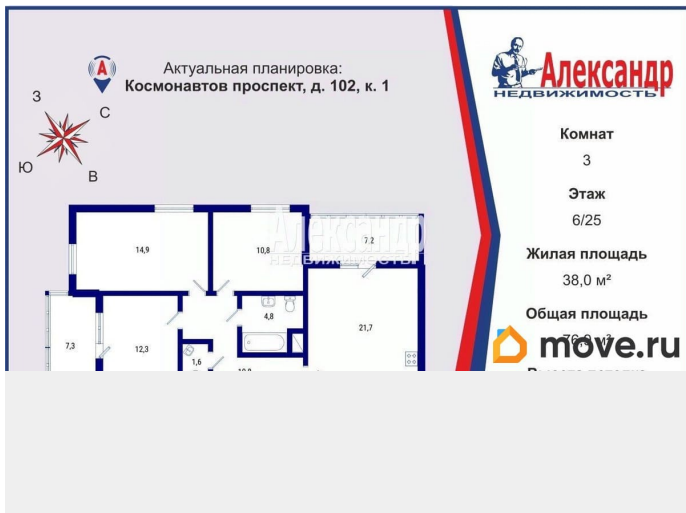 Актуальная планировка:
Космонавтов проспект, д. 102, к. 1
З
С
Ю
В
Александр
НЕДВИЖИМОСТЬ
Комнат
3
Этаж
6/25
Жилая площадь
38,0 м²
Общая площадь
move.ru
14,9
10,8
7,2
Александр
НЕДВИЖИМОСТЬ
4,8
21,7
7,3
12,3
1,6